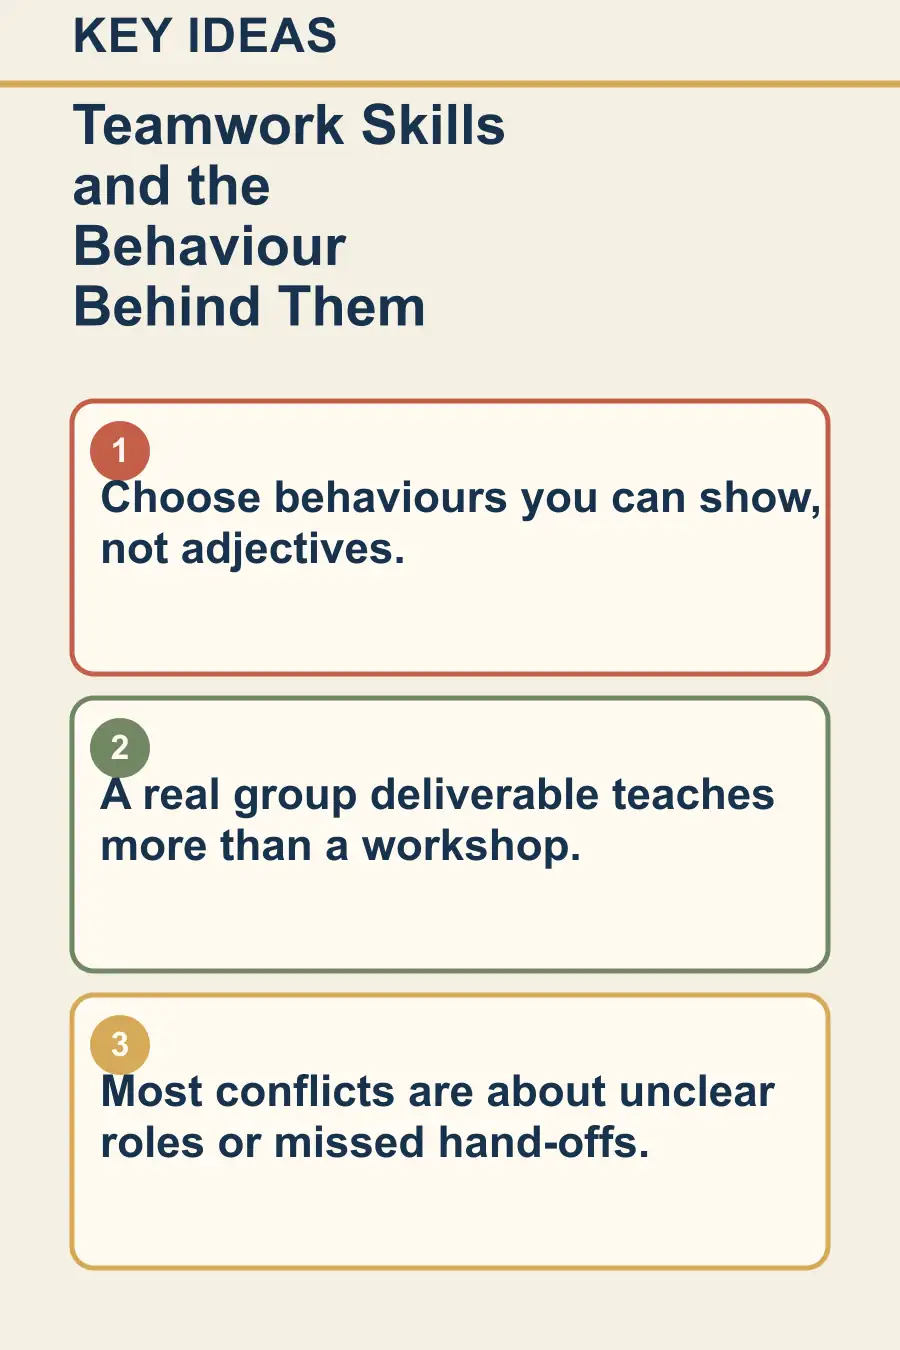 KEY IDEAS
Teamwork Skills
and the
Behaviour
Behind Them
1
Choose behaviours you can show,
not adjectives.
2
A real group deliverable teaches
more than a workshop.
3
Most conflicts are about unclear
roles or missed hand-offs.